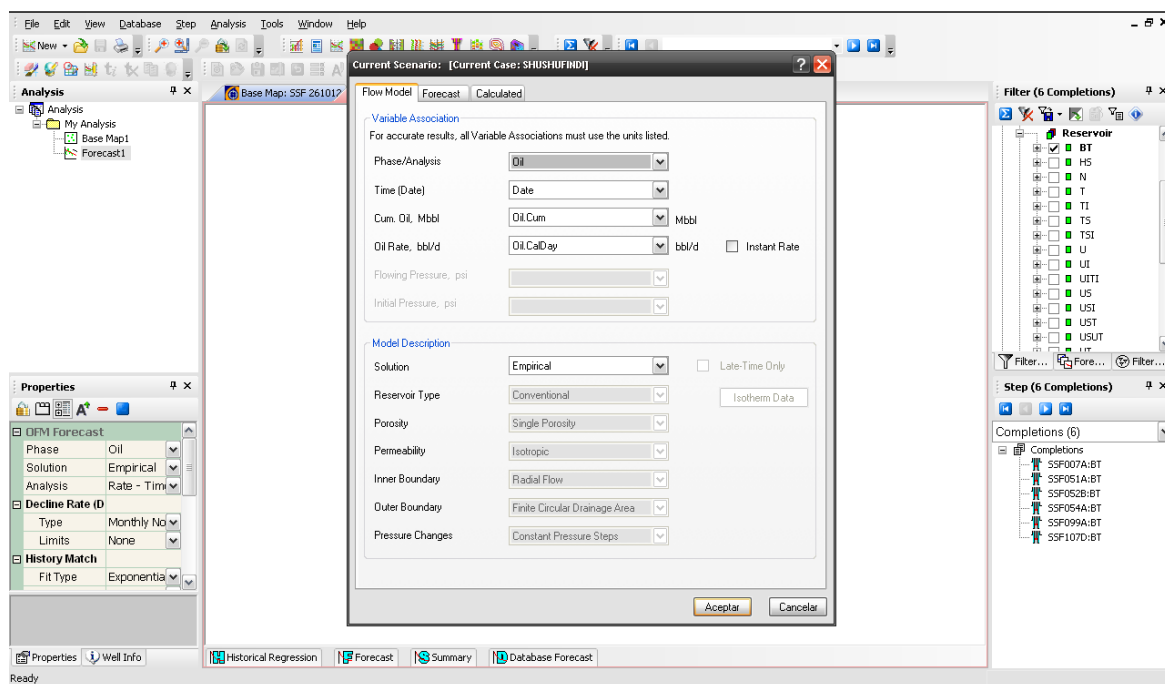 File Edit View Database Step Analysis Tools Window Help
New
Analysis
Analysis
My Analysis
Base Map1
Forecast1
Base Map: SSF 261012
Current Scenario: [Current Case: SHUSHUFINDI]
Flow Model Forecast Calculated
Variable Association
For accurate results, all Variable Associations must use the units listed.
Phase/Analysis Oil
Time (Date) Date
Cum. Oil, Mbbl Oil.Cum Mbbl
Oil Rate, bbl/d Oil.CalDay bbl/d Instant Rate
Flowing Pressure, psi
Initial Pressure, psi
Model Description
Solution Empirical Late-Time Only
Reservoir Type Conventional Isotherm Data
Porosity Single Porosity
Permeability Isotropic
Inner Boundary Radial Flow
Outer Boundary Finite Circular Drainage Area
Pressure Changes Constant Pressure Steps
Aceptar Cancelar
Filter (6 Completions)
Reservoir
BT
HS
N
T
TI
TS
TSI
U
UI
UITI
US
USI
UST
USUT
Filter... Fore... Filter...
Step (6 Completions)
Completions (6)
Completions
SSF007A:BT
SSF051A:BT
SSF052B:BT
SSF054A:BT
SSF099A:BT
SSF107D:BT
Properties
OFM Forecast
Phase Oil
Solution Empirical
Analysis Rate - Tim
Decline Rate (D
Type Monthly No
Limits None
History Match
Fit Type Exponentia
Properties Well Info
Historical Regression Forecast Summary Database Forecast
Ready